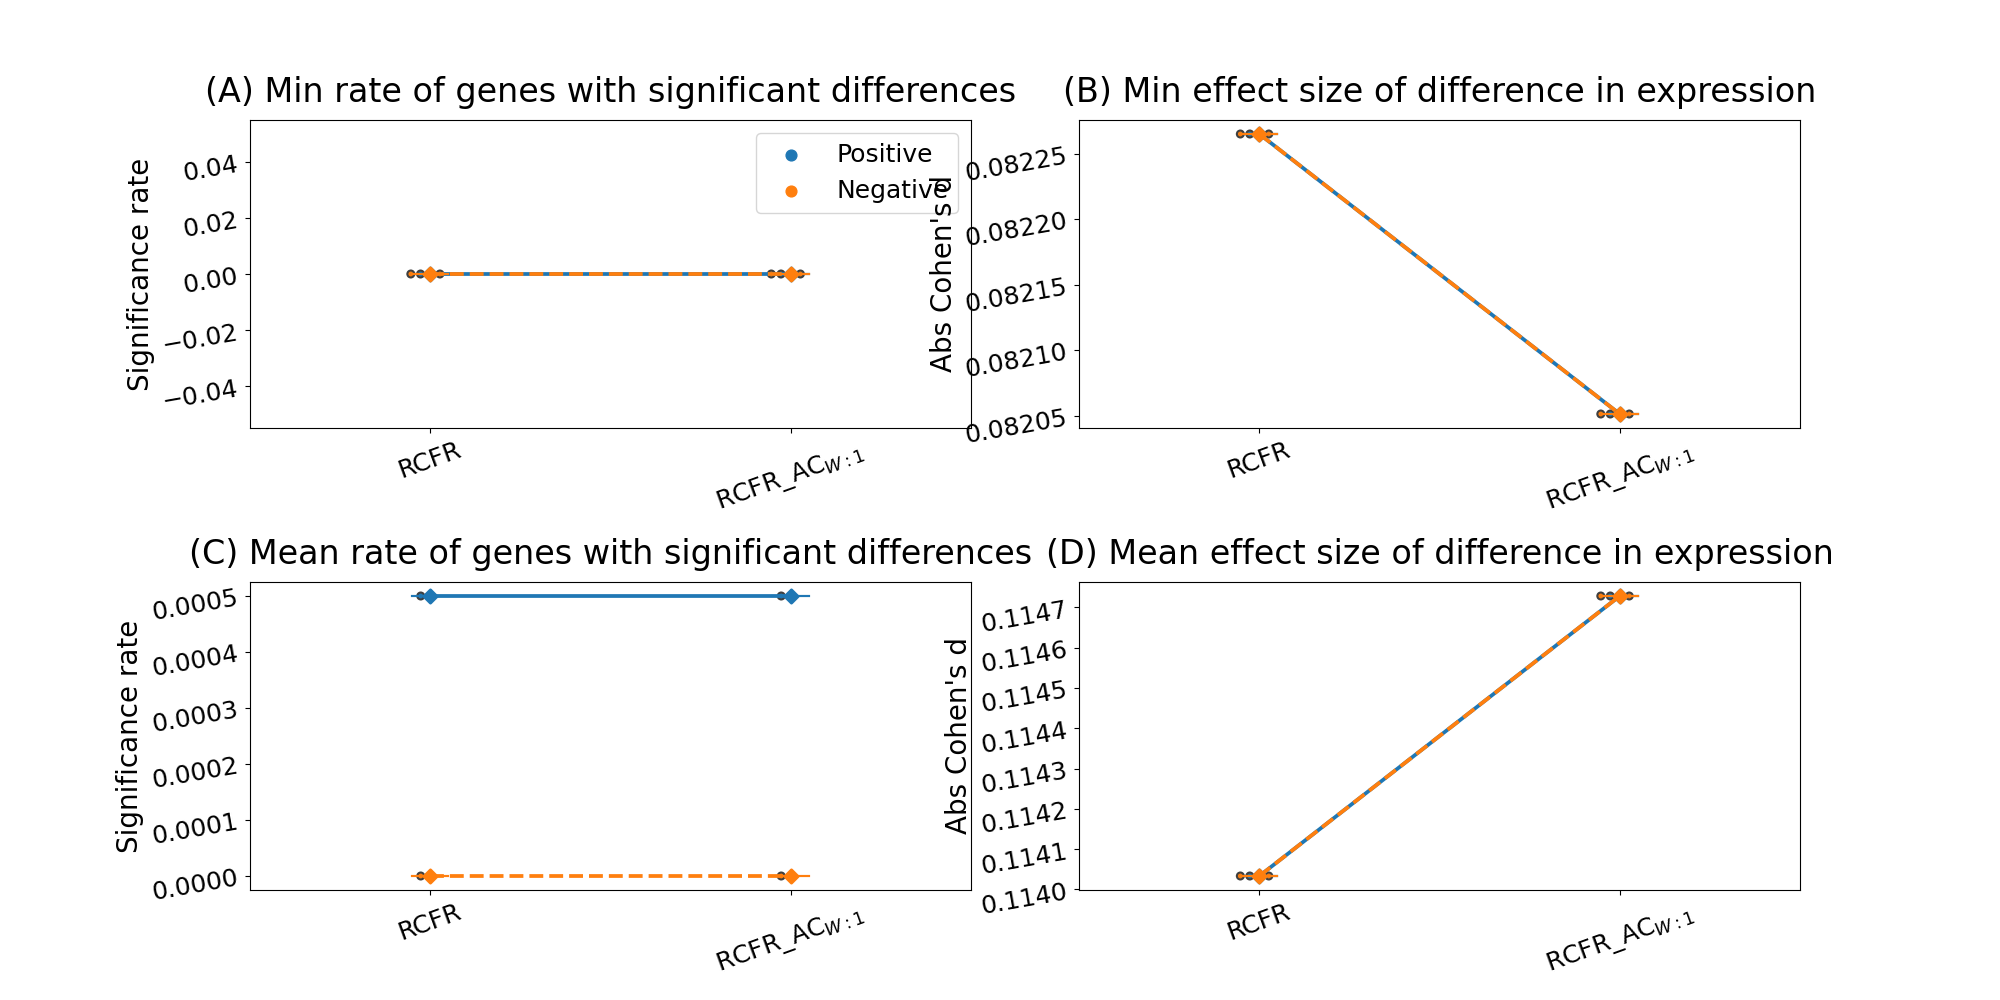 (A) Min rate of genes with significant differences
Significance rate
0.04
0.02
0.00
−0.02
−0.04
Positive
Negative
RCFR
RCFR_AC_{W:1}
(B) Min effect size of difference in expression
Abs Cohen's d
0.08225
0.08220
0.08215
0.08210
0.08205
RCFR
RCFR_AC_{W:1}
(C) Mean rate of genes with significant differences
Significance rate
0.0005
0.0004
0.0003
0.0002
0.0001
0.0000
RCFR
RCFR_AC_{W:1}
(D) Mean effect size of difference in expression
Abs Cohen's d
0.1147
0.1146
0.1145
0.1144
0.1143
0.1142
0.1141
0.1140
RCFR
RCFR_AC_{W:1}